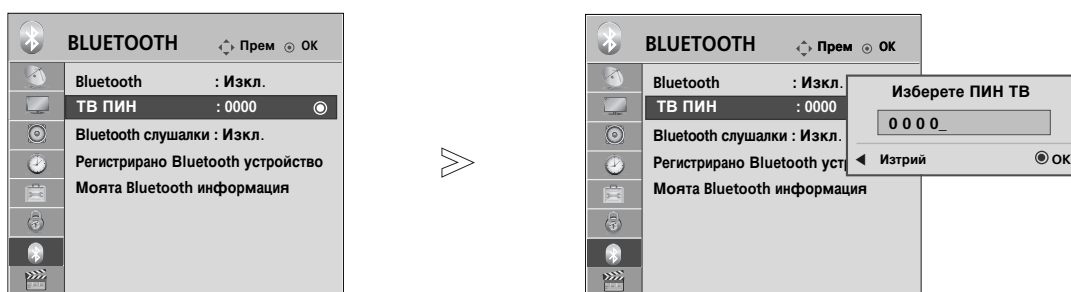 BLUETOOTH Прем OK
Bluetooth : Изкл.
ТВ ПИН : 0000
Bluetooth слушалки : Изкл.
Регистрирано Bluetooth устройство
Моята Bluetooth информация
BLUETOOTH Прем OK
Bluetooth : Изкл.
ТВ ПИН : 0000
Bluetooth слушалки : Изкл.
Регистрирано Bluetooth уст
Моята Bluetooth информация
Изберете ПИН ТВ
0 0 0 0_
Изтрий OK